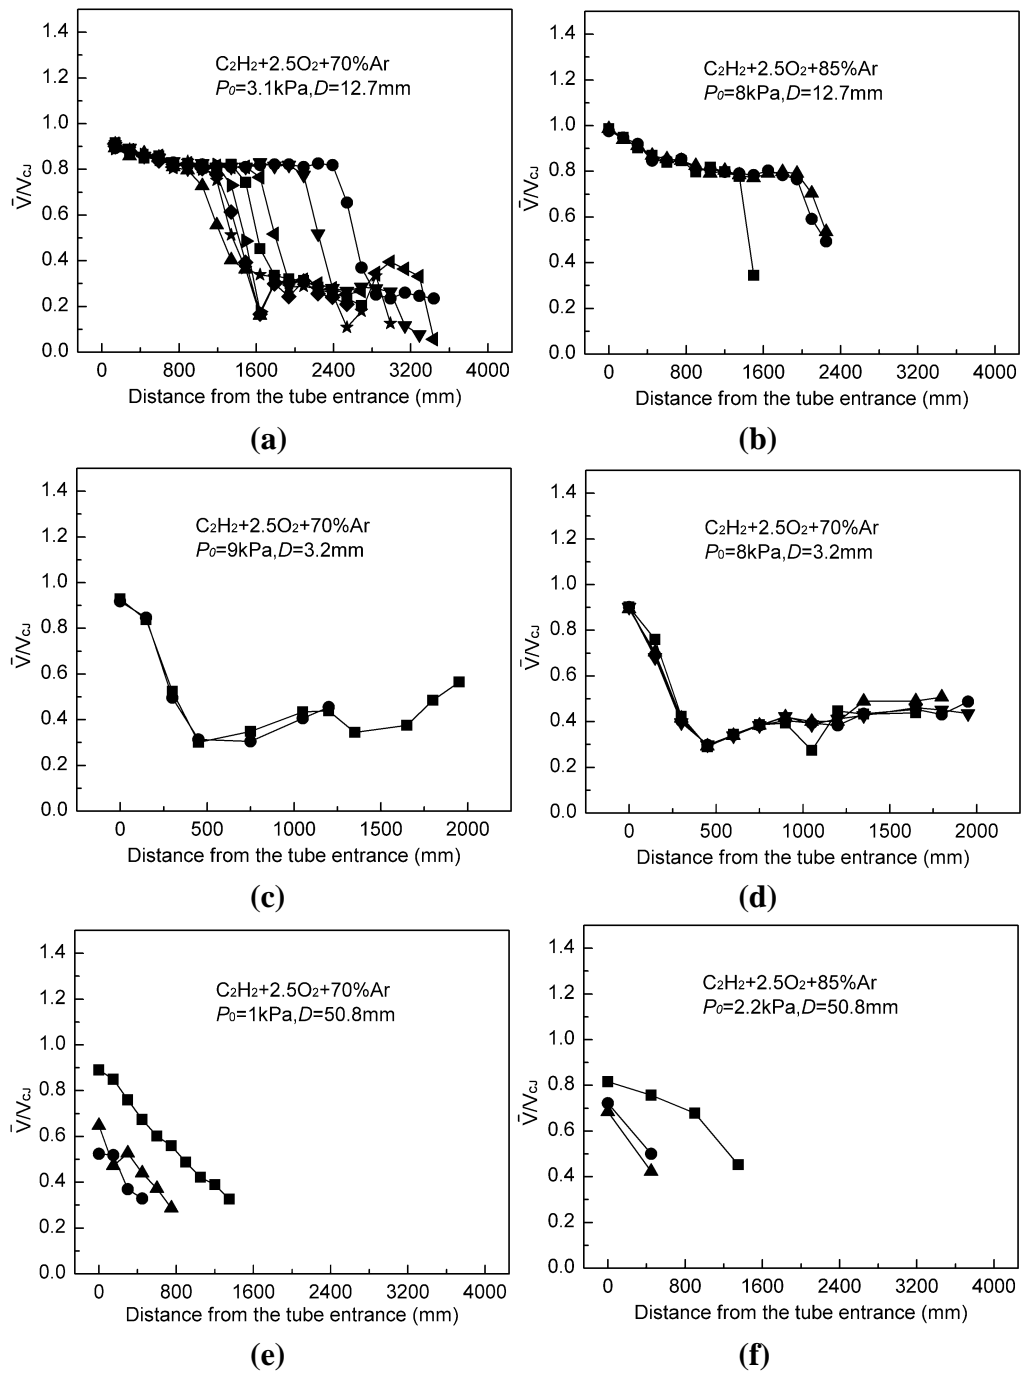 C₂H₂+2.5O₂+70%Ar
P₀=3.1kPa,D=12.7mm
V̄/V_CJ
1.4
1.2
1.0
0.8
0.6
0.4
0.2
0.0
0 800 1600 2400 3200 4000
Distance from the tube entrance (mm)
(a)
C₂H₂+2.5O₂+85%Ar
P₀=8kPa,D=12.7mm
V̄/V_CJ
1.4
1.2
1.0
0.8
0.6
0.4
0.2
0.0
0 800 1600 2400 3200 4000
Distance from the tube entrance (mm)
(b)
C₂H₂+2.5O₂+70%Ar
P₀=9kPa,D=3.2mm
V̄/V_CJ
1.4
1.2
1.0
0.8
0.6
0.4
0.2
0.0
0 500 1000 1500 2000
Distance from the tube entrance (mm)
(c)
C₂H₂+2.5O₂+70%Ar
P₀=8kPa,D=3.2mm
V̄/V_CJ
1.4
1.2
1.0
0.8
0.6
0.4
0.2
0.0
0 500 1000 1500 2000
Distance from the tube entrance (mm)
(d)
C₂H₂+2.5O₂+70%Ar
P₀=1kPa,D=50.8mm
V̄/V_CJ
1.4
1.2
1.0
0.8
0.6
0.4
0.2
0.0
0 800 1600 2400 3200 4000
Distance from the tube entrance (mm)
(e)
C₂H₂+2.5O₂+85%Ar
P₀=2.2kPa,D=50.8mm
V̄/V_CJ
1.4
1.2
1.0
0.8
0.6
0.4
0.2
0.0
0 800 1600 2400 3200 4000
Distance from the tube entrance (mm)
(f)